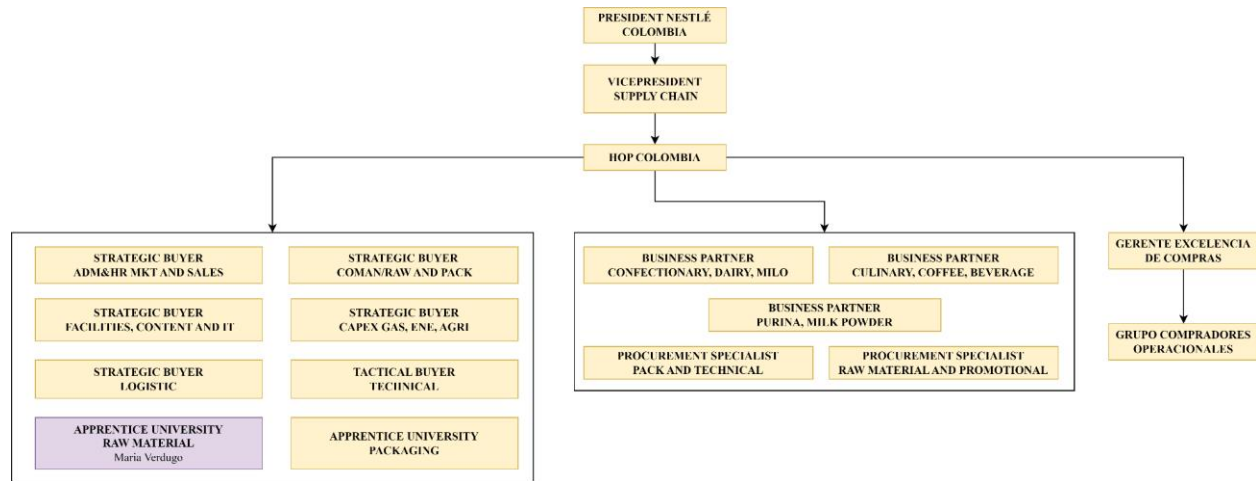 PRESIDENT NESTLÉ
COLOMBIA
VICEPRESIDENT
SUPPLY CHAIN
HOP COLOMBIA
STRATEGIC BUYER
ADM&HR MKT AND SALES
STRATEGIC BUYER
COMAN/RAW AND PACK
STRATEGIC BUYER
FACILITIES, CONTENT AND IT
STRATEGIC BUYER
CAPEX GAS, ENE, AGRI
STRATEGIC BUYER
LOGISTIC
TACTICAL BUYER
TECHNICAL
APPRENTICE UNIVERSITY
RAW MATERIAL
Maria Verdugo
APPRENTICE UNIVERSITY
PACKAGING
BUSINESS PARTNER
CONFECTIONARY, DAIRY, MILO
BUSINESS PARTNER
CULINARY, COFFEE, BEVERAGE
BUSINESS PARTNER
PURINA, MILK POWDER
PROCUREMENT SPECIALIST
PACK AND TECHNICAL
PROCUREMENT SPECIALIST
RAW MATERIAL AND PROMOTIONAL
GERENTE EXCELENCIA
DE COMPRAS
GRUPO COMPRADORES
OPERACIONALES